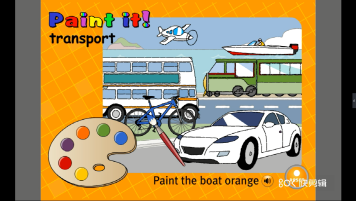 Paint it!
transport
Paint the boat orange